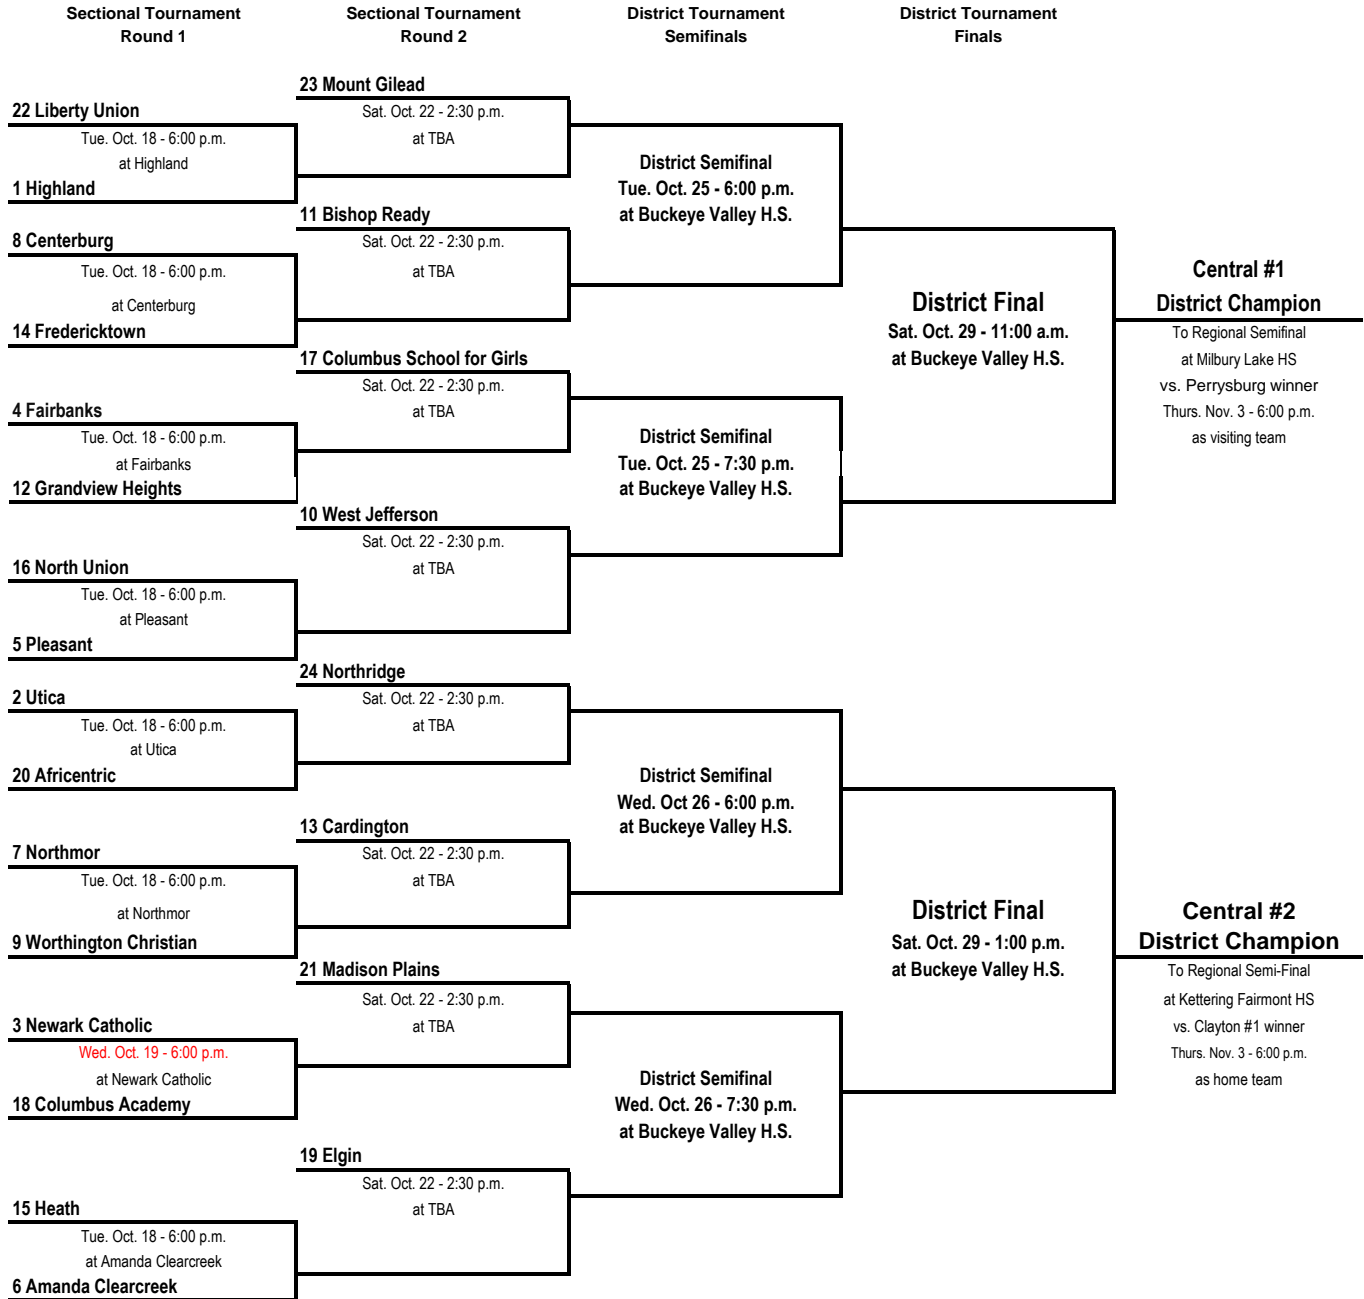 Sectional Tournament
Round 1
Sectional Tournament
Round 2
District Tournament
Semifinals
District Tournament
Finals
23 Mount Gilead
22 Liberty Union
Sat. Oct. 22 - 2:30 p.m.
Tue. Oct. 18 - 6:00 p.m.
at TBA
at Highland
1 Highland
District Semifinal
Tue. Oct. 25 - 6:00 p.m.
at Buckeye Valley H.S.
11 Bishop Ready
8 Centerburg
Sat. Oct. 22 - 2:30 p.m.
Tue. Oct. 18 - 6:00 p.m.
at TBA
at Centerburg
14 Fredericktown
District Final
Sat. Oct. 29 - 11:00 a.m.
at Buckeye Valley H.S.
Central #1
District Champion
To Regional Semifinal
at Milbury Lake HS
vs. Perrysburg winner
Thurs. Nov. 3 - 6:00 p.m.
as visiting team
17 Columbus School for Girls
Sat. Oct. 22 - 2:30 p.m.
at TBA
4 Fairbanks
Tue. Oct. 18 - 6:00 p.m.
at Fairbanks
12 Grandview Heights
District Semifinal
Tue. Oct. 25 - 7:30 p.m.
at Buckeye Valley H.S.
10 West Jefferson
Sat. Oct. 22 - 2:30 p.m.
at TBA
16 North Union
Tue. Oct. 18 - 6:00 p.m.
at Pleasant
5 Pleasant
24 Northridge
Sat. Oct. 22 - 2:30 p.m.
at TBA
2 Utica
Tue. Oct. 18 - 6:00 p.m.
at Utica
20 Africentric
District Semifinal
Wed. Oct 26 - 6:00 p.m.
at Buckeye Valley H.S.
13 Cardington
Sat. Oct. 22 - 2:30 p.m.
at TBA
7 Northmor
Tue. Oct. 18 - 6:00 p.m.
at Northmor
9 Worthington Christian
District Final
Sat. Oct. 29 - 1:00 p.m.
at Buckeye Valley H.S.
Central #2
District Champion
To Regional Semi-Final
at Kettering Fairmont HS
vs. Clayton #1 winner
Thurs. Nov. 3 - 6:00 p.m.
as home team
21 Madison Plains
Sat. Oct. 22 - 2:30 p.m.
at TBA
3 Newark Catholic
Wed. Oct. 19 - 6:00 p.m.
at Newark Catholic
18 Columbus Academy
District Semifinal
Wed. Oct. 26 - 7:30 p.m.
at Buckeye Valley H.S.
19 Elgin
Sat. Oct. 22 - 2:30 p.m.
at TBA
15 Heath
Tue. Oct. 18 - 6:00 p.m.
at Amanda Clearcreek
6 Amanda Clearcreek